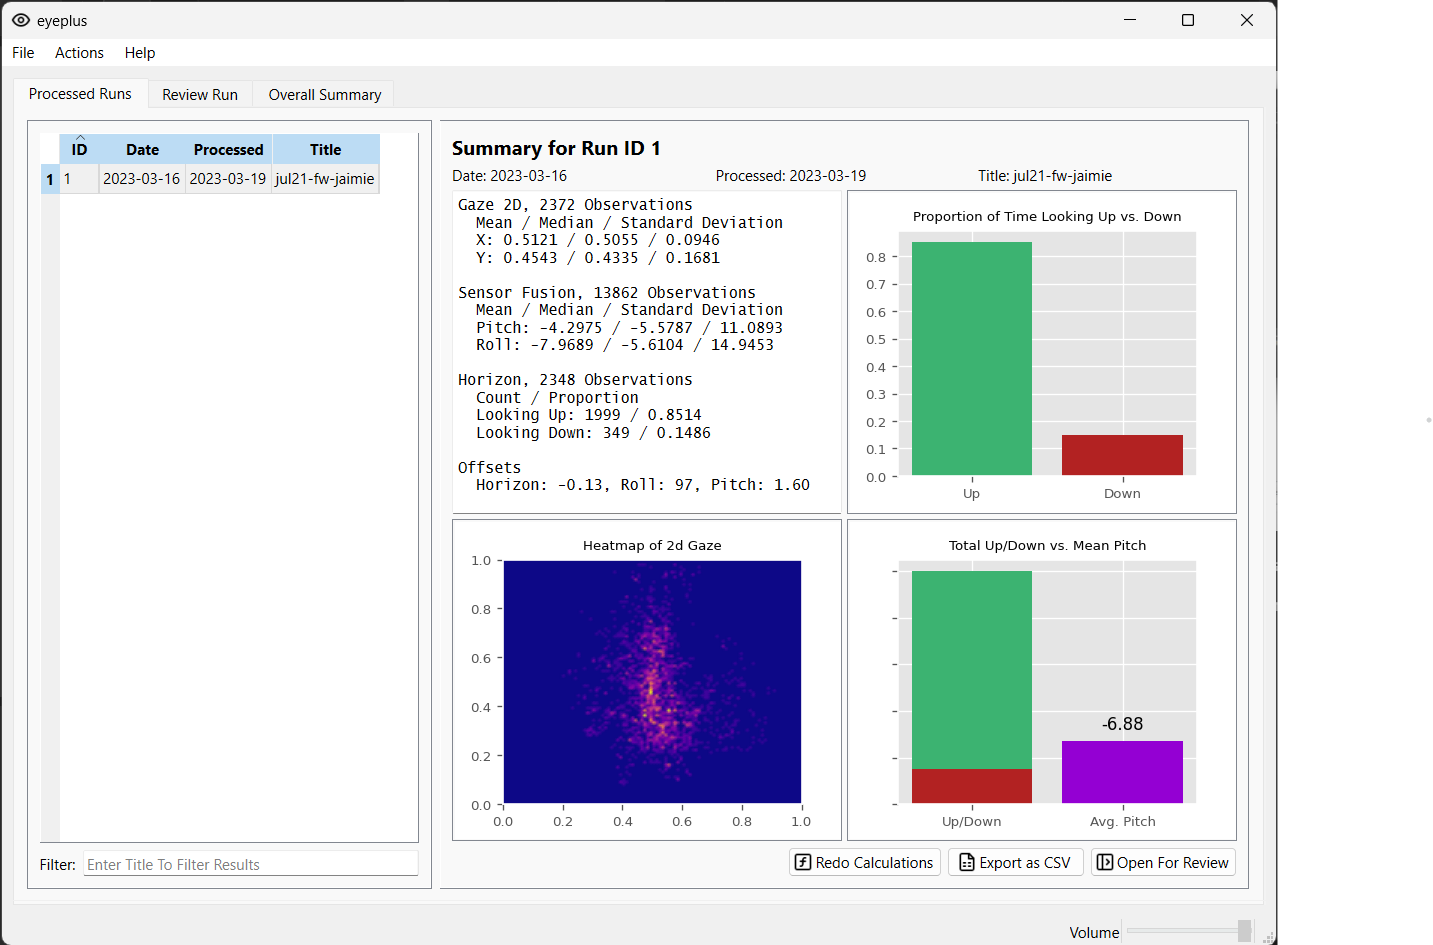 eyeplus
File Actions Help
Processed Runs Review Run Overall Summary
ID Date Processed Title
1 1 2023-03-16 2023-03-19 jul21-fw-jaimie
Filter: Enter Title To Filter Results
Summary for Run ID 1
Date: 2023-03-16 Processed: 2023-03-19 Title: jul21-fw-jaimie
Gaze 2D, 2372 Observations
Mean / Median / Standard Deviation
X: 0.5121 / 0.5055 / 0.0946
Y: 0.4543 / 0.4335 / 0.1681
Sensor Fusion, 13862 Observations
Mean / Median / Standard Deviation
Pitch: -4.2975 / -5.5787 / 11.0893
Roll: -7.9689 / -5.6104 / 14.9453
Horizon, 2348 Observations
Count / Proportion
Looking Up: 1999 / 0.8514
Looking Down: 349 / 0.1486
Offsets
Horizon: -0.13, Roll: 97, Pitch: 1.60
Proportion of Time Looking Up vs. Down
0.8
0.7
0.6
0.5
0.4
0.3
0.2
0.1
0.0
Up Down
Heatmap of 2d Gaze
1.0
0.8
0.6
0.4
0.2
0.0
0.0 0.2 0.4 0.6 0.8 1.0
Total Up/Down vs. Mean Pitch
-6.88
Up/Down Avg. Pitch
Redo Calculations Export as CSV Open For Review
Volume